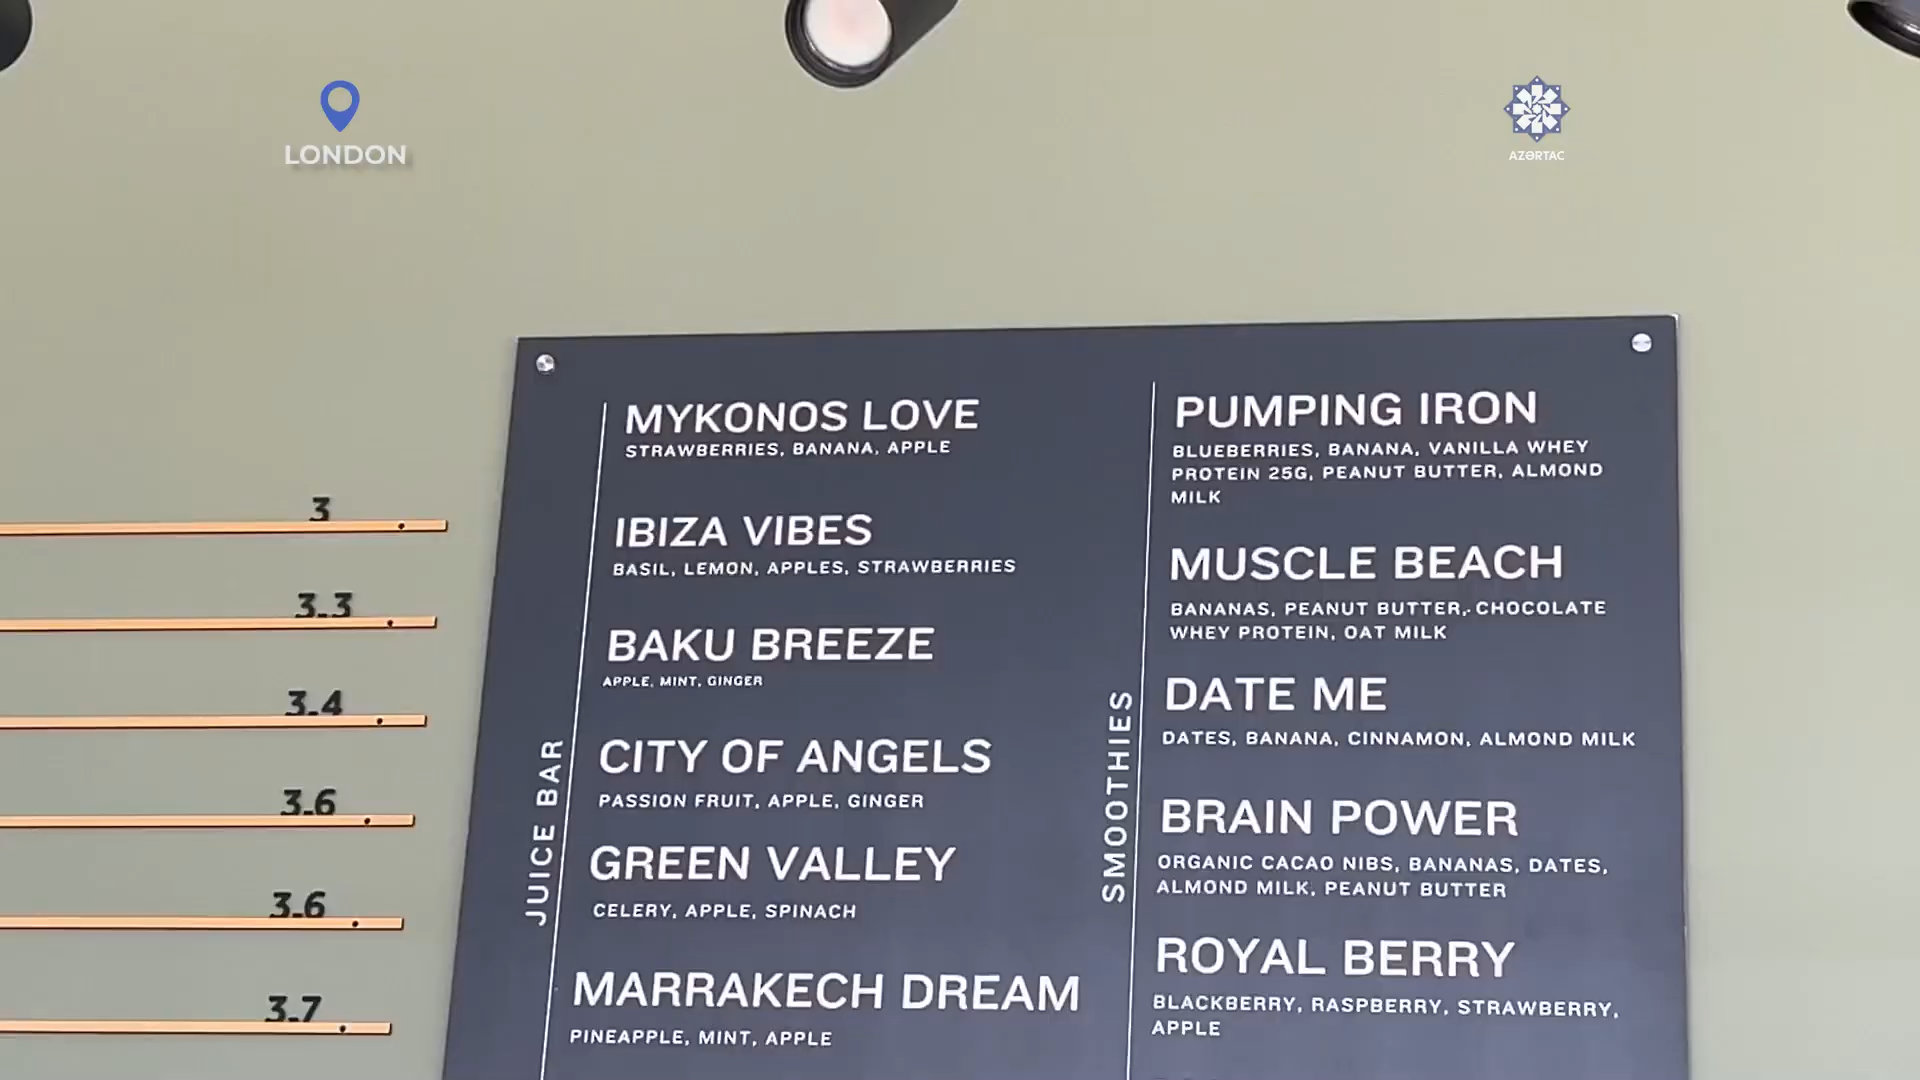 LONDON
AZƏRTAC
3
3.3
3.4
3.6
3.6
3.7
JUICE BAR
MYKONOS LOVE
STRAWBERRIES, BANANA, APPLE
IBIZA VIBES
BASIL, LEMON, APPLES, STRAWBERRIES
BAKU BREEZE
APPLE, MINT, GINGER
CITY OF ANGELS
PASSION FRUIT, APPLE, GINGER
GREEN VALLEY
CELERY, APPLE, SPINACH
MARRAKECH DREAM
PINEAPPLE, MINT, APPLE
SMOOTHIES
PUMPING IRON
BLUEBERRIES, BANANA, VANILLA WHEY
PROTEIN 25G, PEANUT BUTTER, ALMOND
MILK
MUSCLE BEACH
BANANAS, PEANUT BUTTER, CHOCOLATE
WHEY PROTEIN, OAT MILK
DATE ME
DATES, BANANA, CINNAMON, ALMOND MILK
BRAIN POWER
ORGANIC CACAO NIBS, BANANAS, DATES,
ALMOND MILK, PEANUT BUTTER
ROYAL BERRY
BLACKBERRY, RASPBERRY, STRAWBERRY,
APPLE